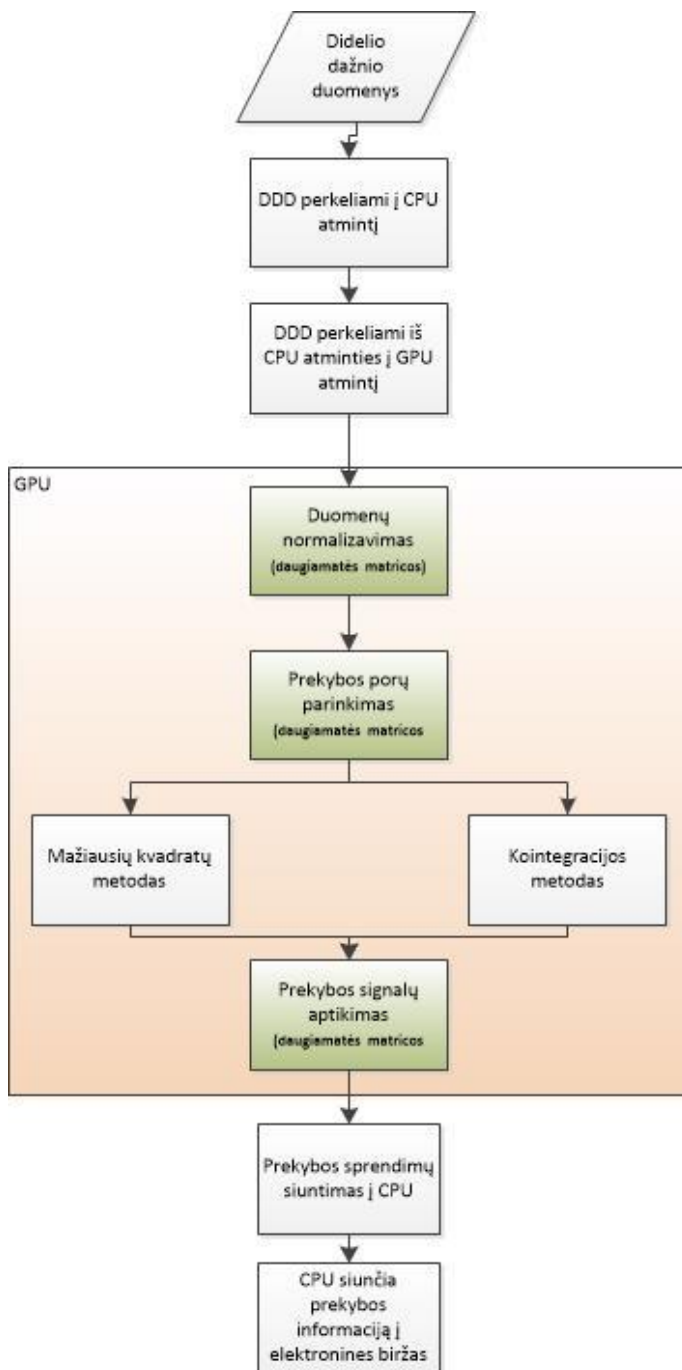 Didelio
dažnio
duomenys
DDD perkeliami į CPU
atmintį
DDD perkeliami iš
CPU atminties į GPU
atmintį
GPU
Duomenų
normalizavimas
(daugiamatės matricos)
Prekybos porų
parinkimas
(daugiamatės matricos
Mažiausių kvadratų
metodas
Kointegracijos
metodas
Prekybos signalų
aptikimas
(daugiamatės matricos
Prekybos sprendimų
siuntimas į CPU
CPU siunčia
prekybos
informaciją į
elektronines biržas